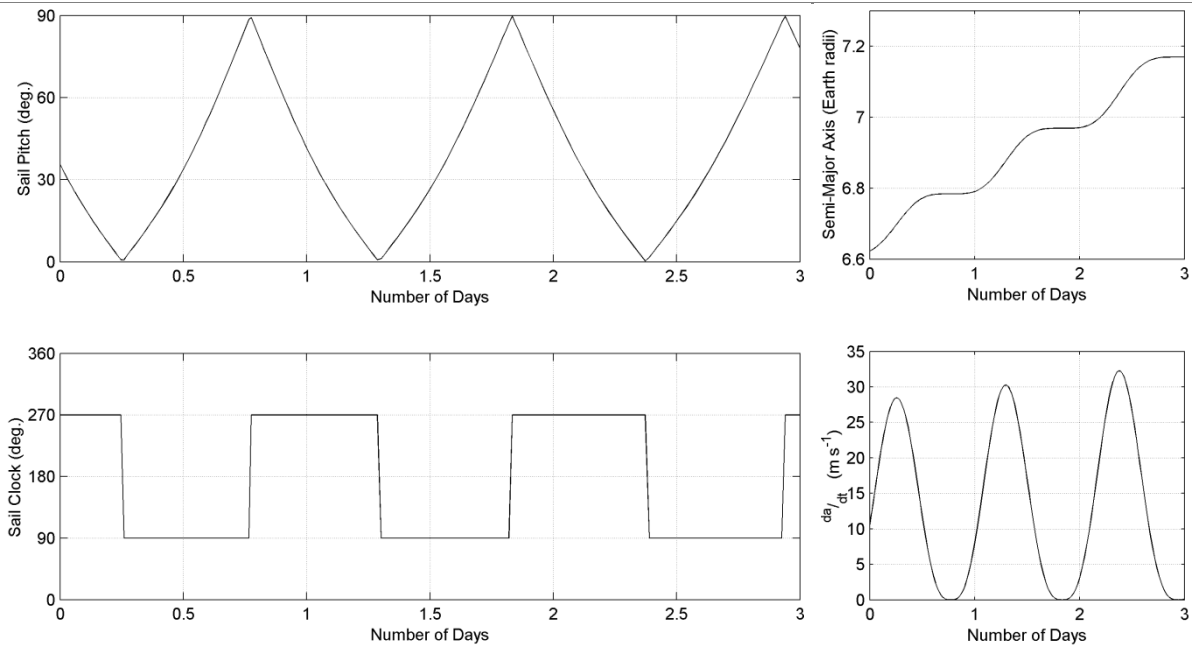 90
60
30
0
Sail Pitch (deg.)
0 0.5 1 1.5 2 2.5 3
Number of Days
7.2
7
6.8
6.6
Semi-Major Axis (Earth radii)
0 1 2 3
Number of Days
360
270
180
90
0
Sail Clock (deg.)
0 0.5 1 1.5 2 2.5 3
Number of Days
35
30
25
20
15
10
5
0
da/dt (m s-1)
0 1 2 3
Number of Days